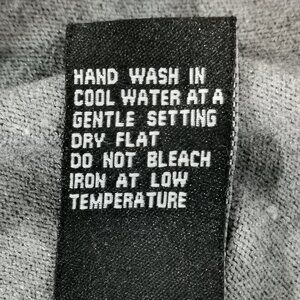 HAND WASH IN
COOL WATER AT A
GENTLE SETTING
DRY FLAT
DO NOT BLEACH
IRON AT LOW
TEMPERATURE